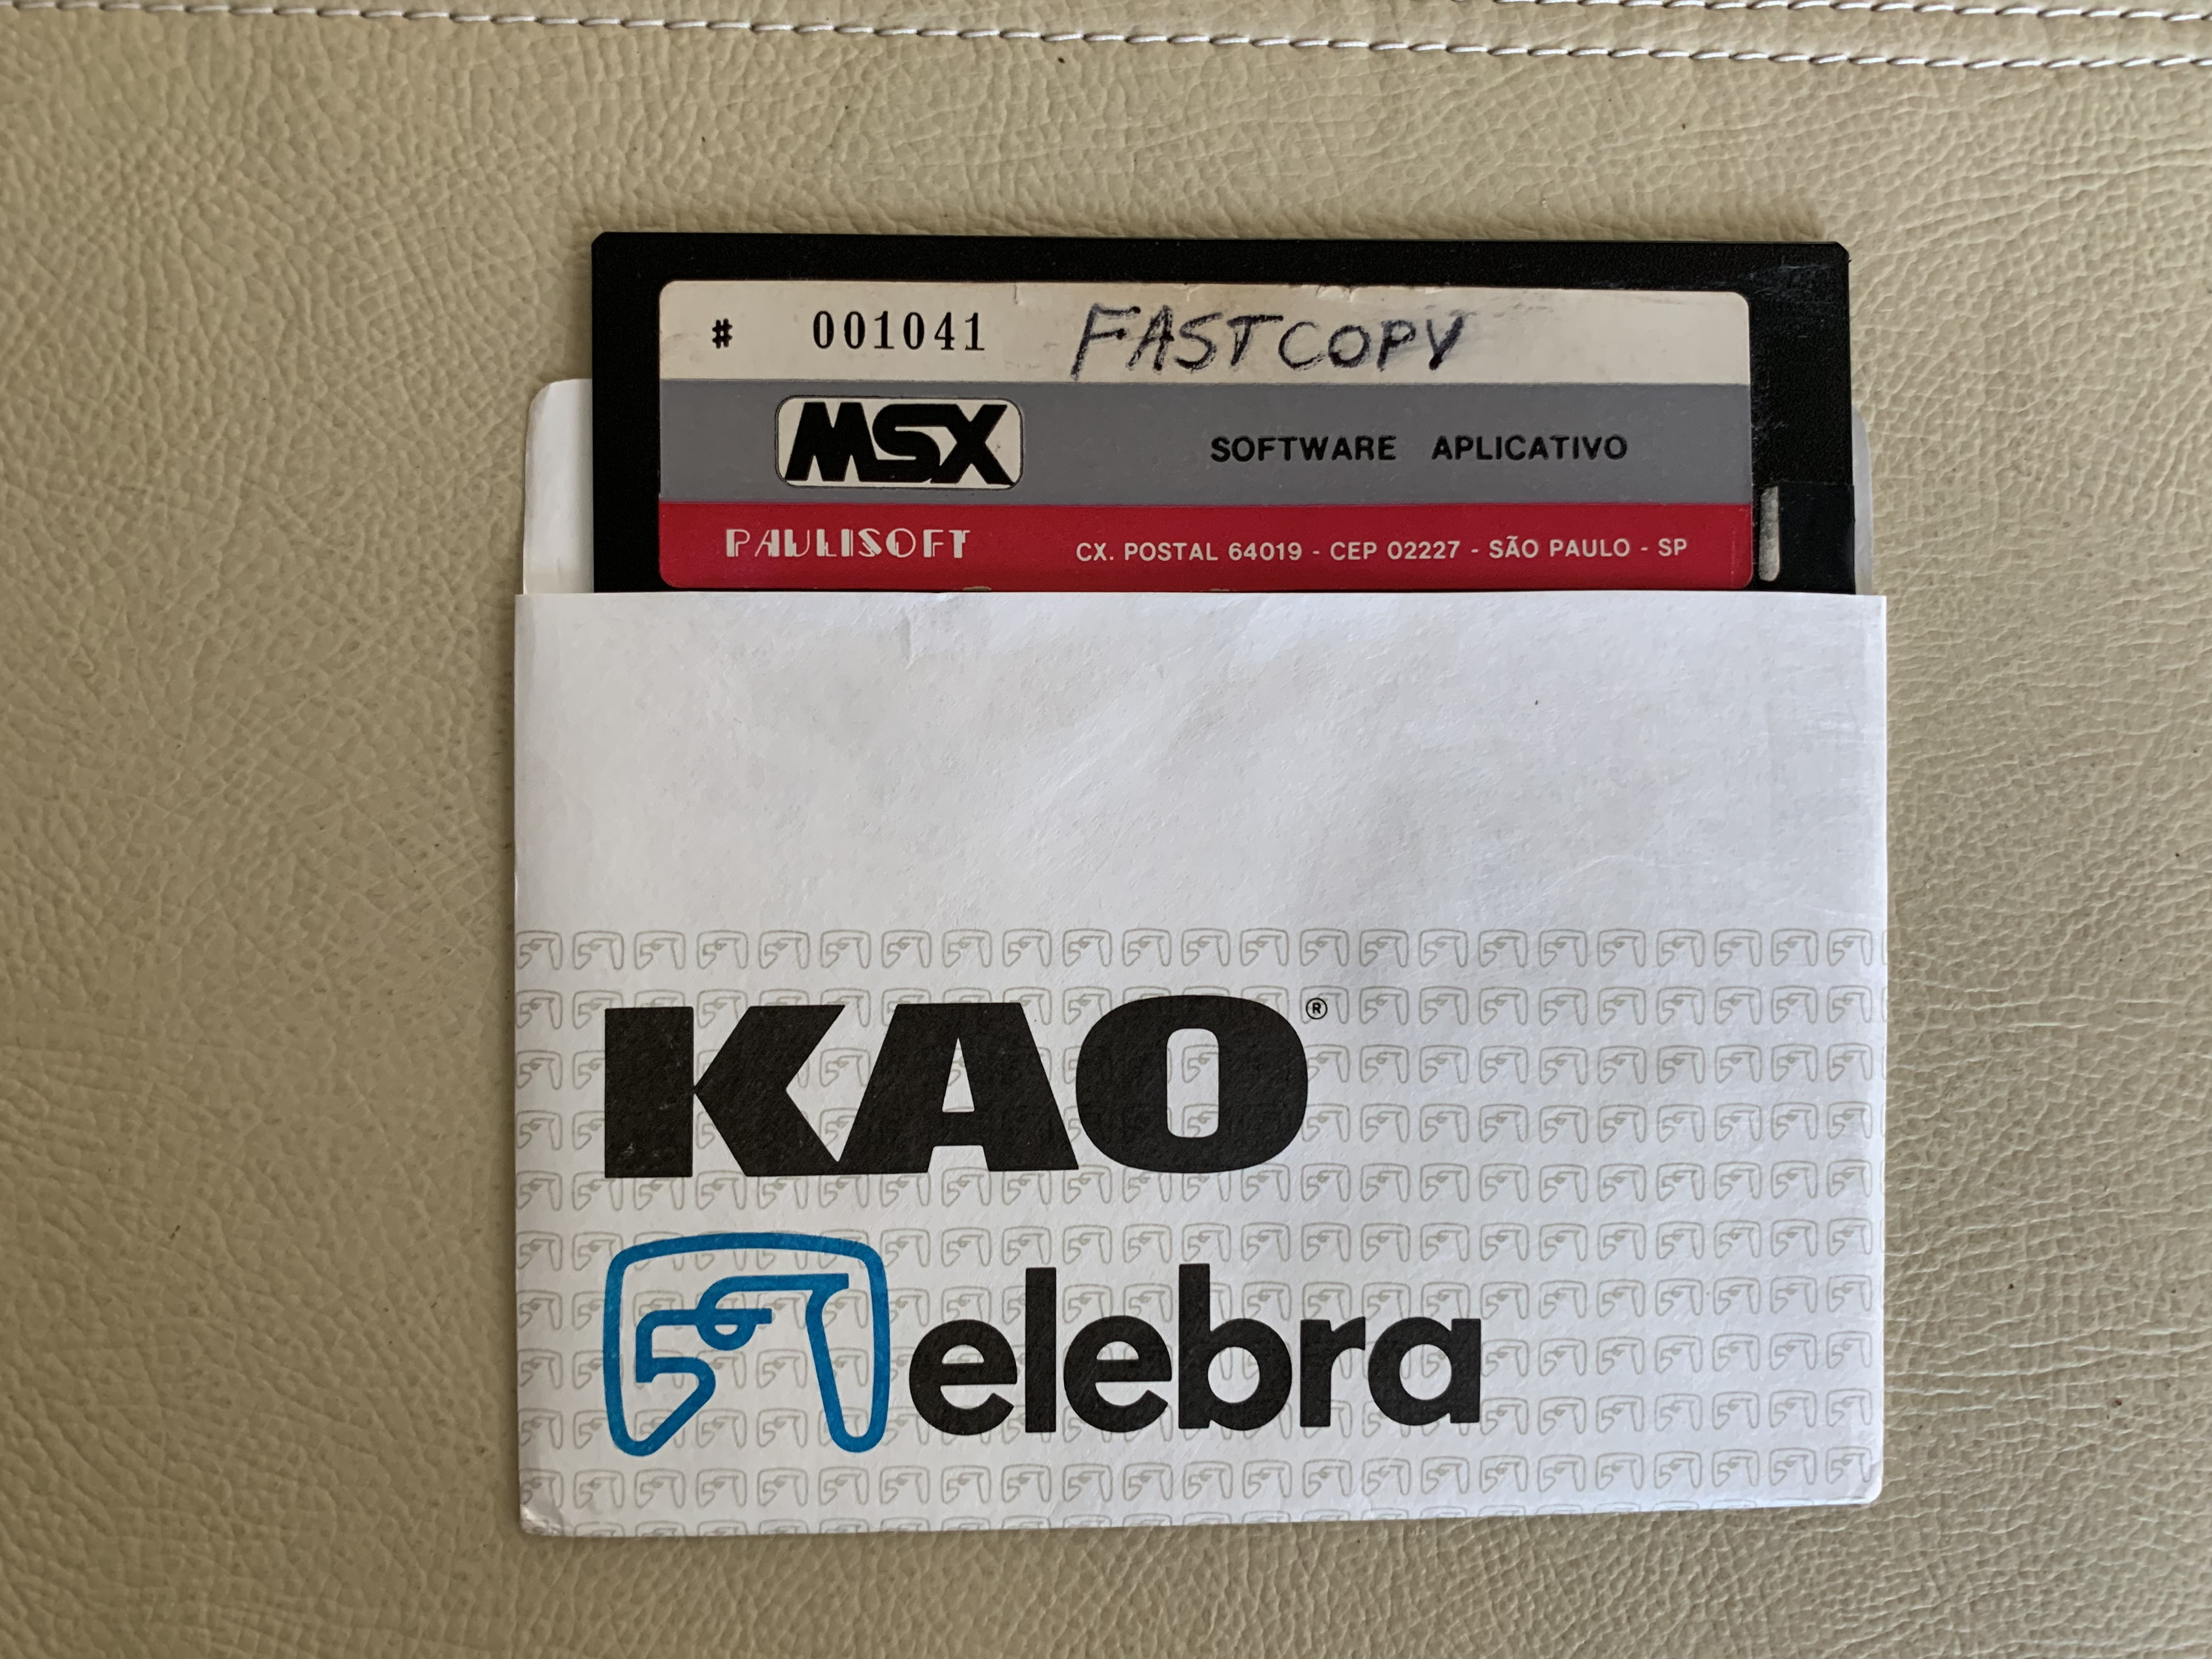 # 001041 FASTCOPY
MSX SOFTWARE APLICATIVO
PAULISOFT CX. POSTAL 64019 - CEP 02227 - SÃO PAULO - SP
KAO®
elebra